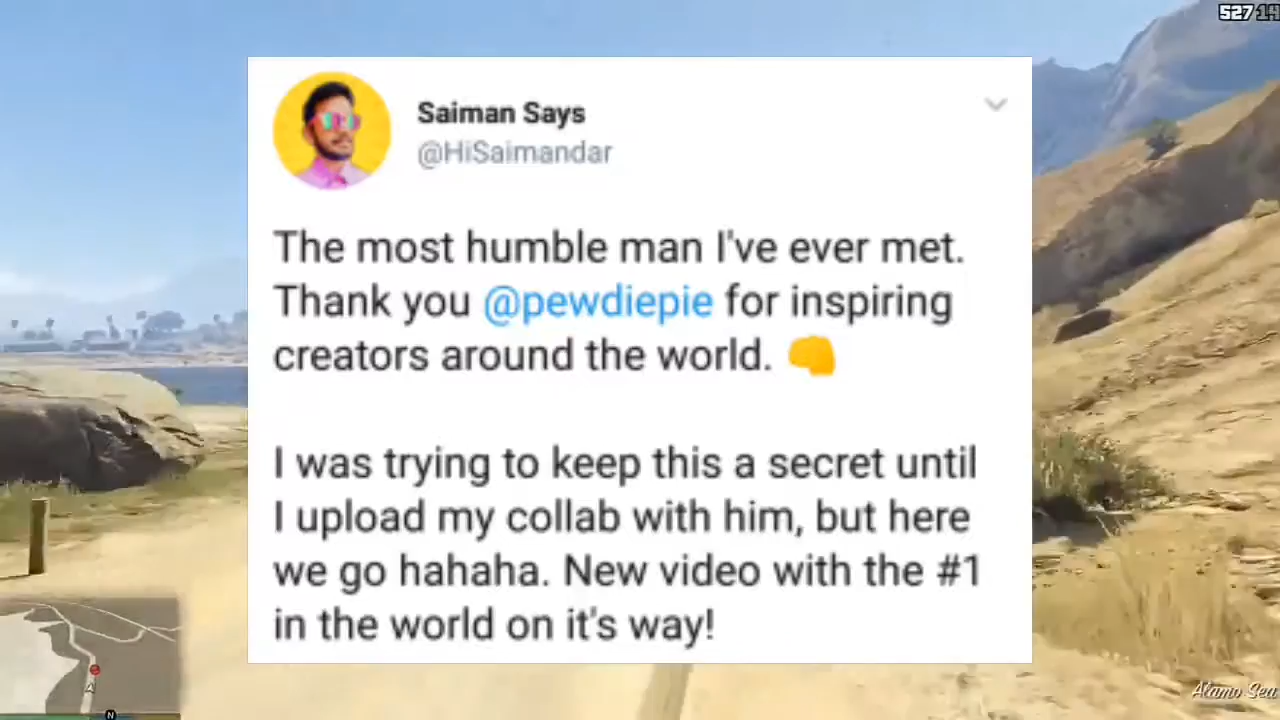 527 14
Saiman Says
@HiSaimandar
The most humble man I've ever met.
Thank you @pewdiepie for inspiring
creators around the world.
I was trying to keep this a secret until
I upload my collab with him, but here
we go hahaha. New video with the #1
in the world on it's way!
N
Alamo Sea